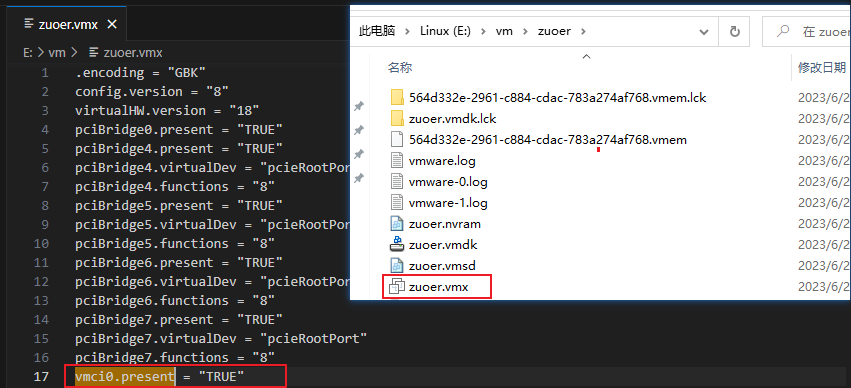 zuoer.vmx
E: > vm > zuoer.vmx
1 .encoding = "GBK"
2 config.version = "8"
3 virtualHW.version = "18"
4 pciBridge0.present = "TRUE"
5 pciBridge4.present = "TRUE"
6 pciBridge4.virtualDev = "pcieRootPort
7 pciBridge4.functions = "8"
8 pciBridge5.present = "TRUE"
9 pciBridge5.virtualDev = "pcieRootPor
10 pciBridge5.functions = "8"
11 pciBridge6.present = "TRUE"
12 pciBridge6.virtualDev = "pcieRootPor
13 pciBridge6.functions = "8"
14 pciBridge7.present = "TRUE"
15 pciBridge7.virtualDev = "pcieRootPort"
16 pciBridge7.functions = "8"
17 vmci0.present = "TRUE"
此电脑 > Linux (E:) > vm > zuoer >
在 zuoer
名称 修改日期
564d332e-2961-c884-cdac-783a274af768.vmem.lck 2023/6/2
zuoer.vmdk.lck 2023/6/2
564d332e-2961-c884-cdac-783a274af768.vmem 2023/6/2
vmware.log 2023/6/2
vmware-0.log 2023/6/2
vmware-1.log 2023/6/2
zuoer.nvram 2023/6/2
zuoer.vmdk 2023/6/2
zuoer.vmsd 2023/6/2
zuoer.vmx 2023/6/2